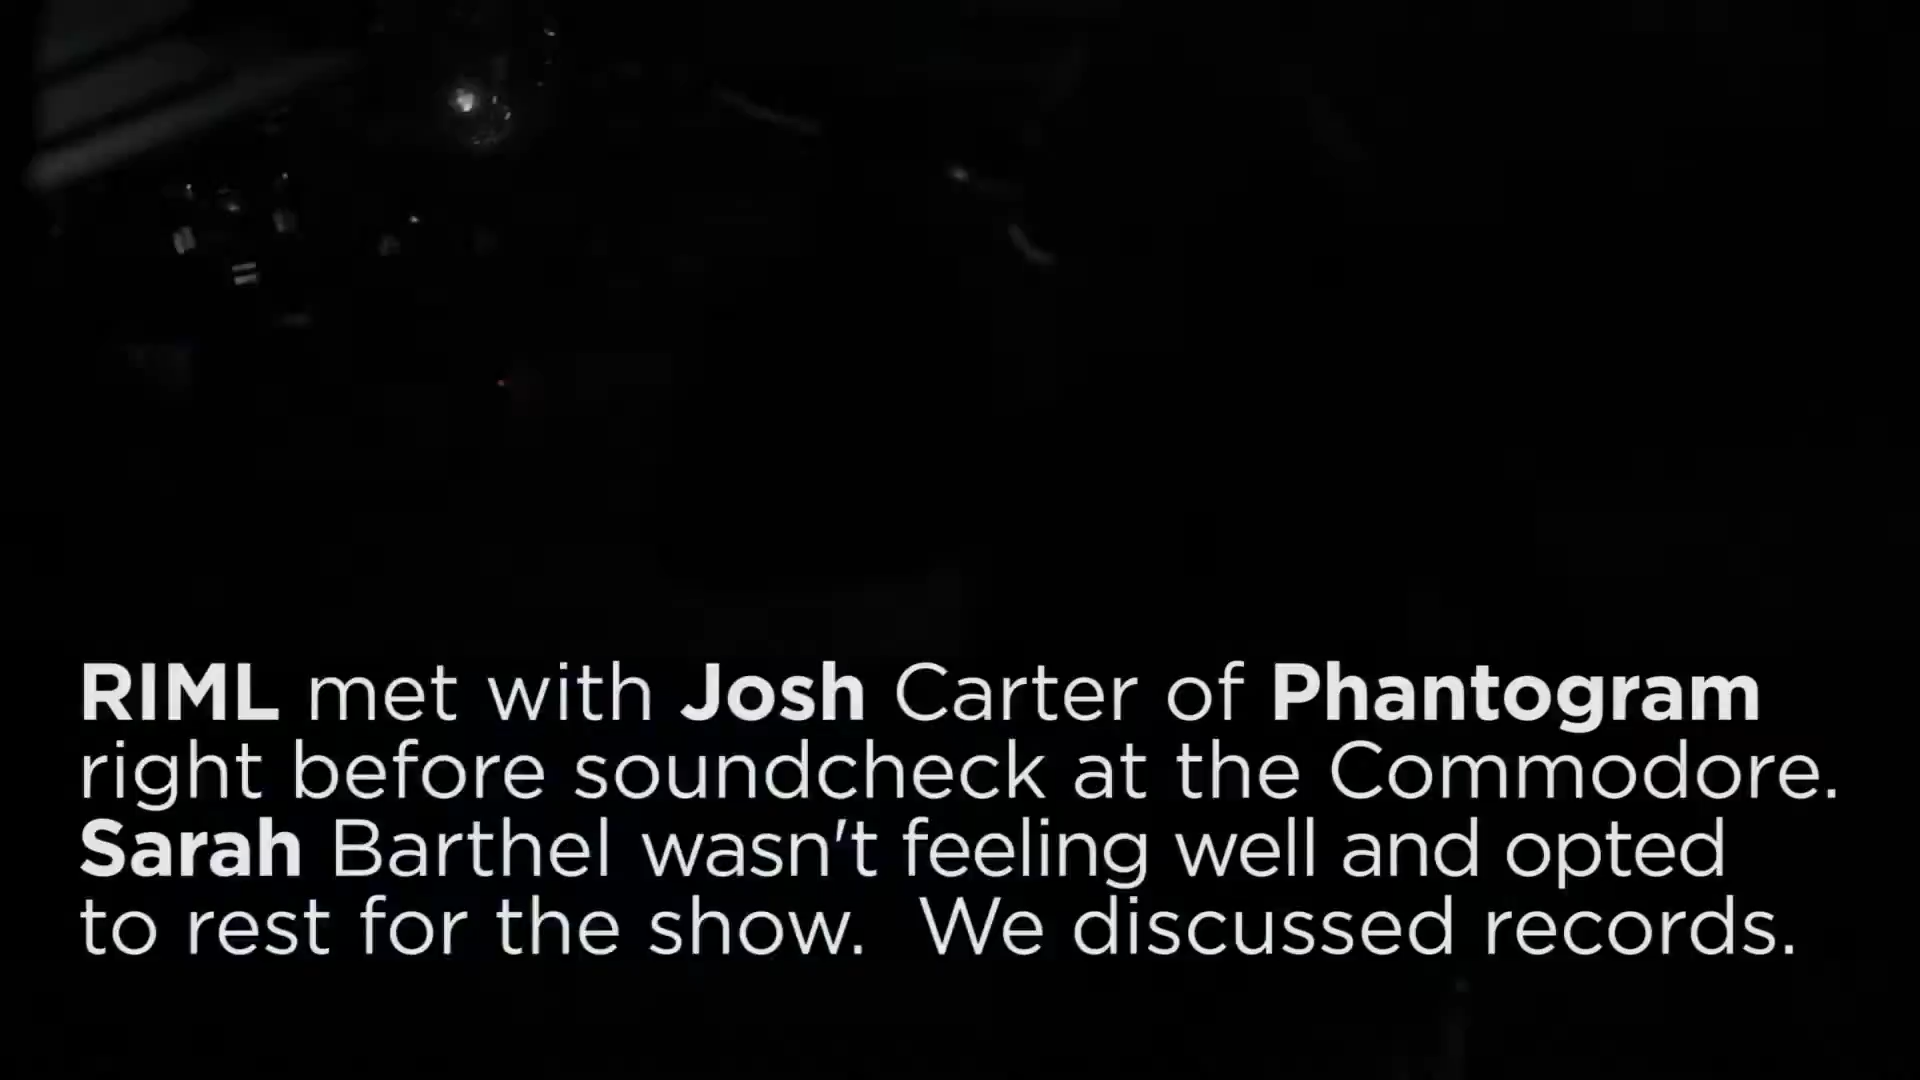 RIML met with Josh Carter of Phantogram
right before soundcheck at the Commodore.
Sarah Barthel wasn't feeling well and opted
to rest for the show.  We discussed records.